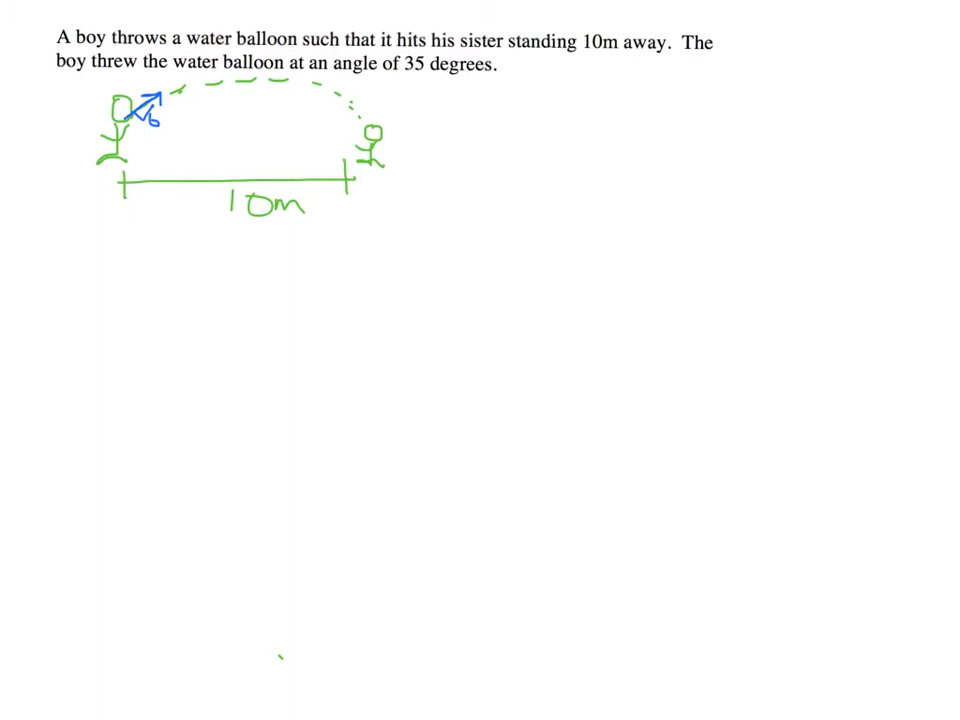 A boy throws a water balloon such that it hits his sister standing 10m away. The
boy threw the water balloon at an angle of 35 degrees.
10m